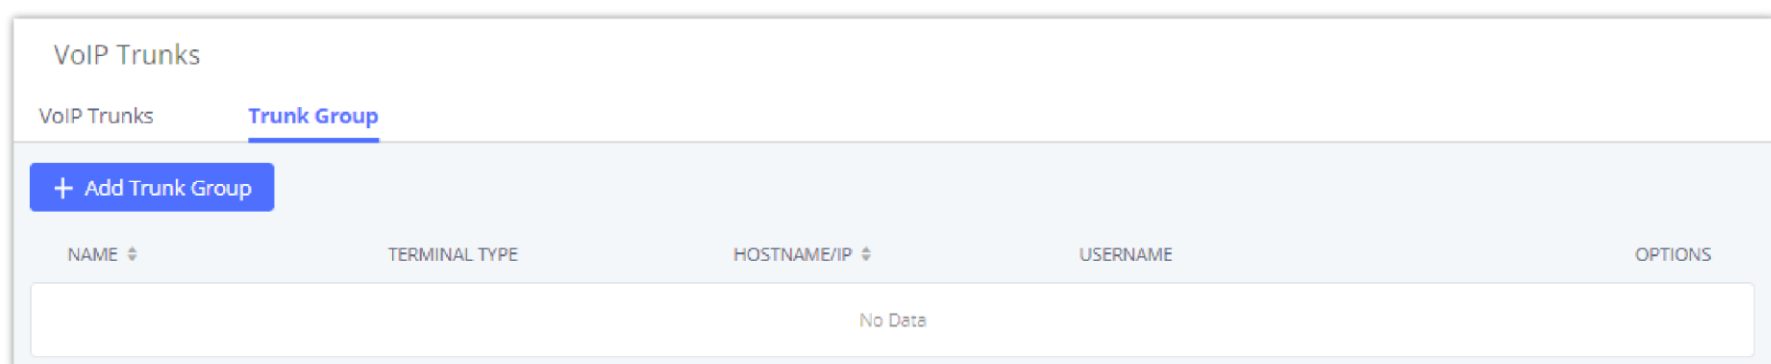 VoIP Trunks
VoIP Trunks Trunk Group
+ Add Trunk Group
NAME TERMINAL TYPE HOSTNAME/IP USERNAME OPTIONS
No Data